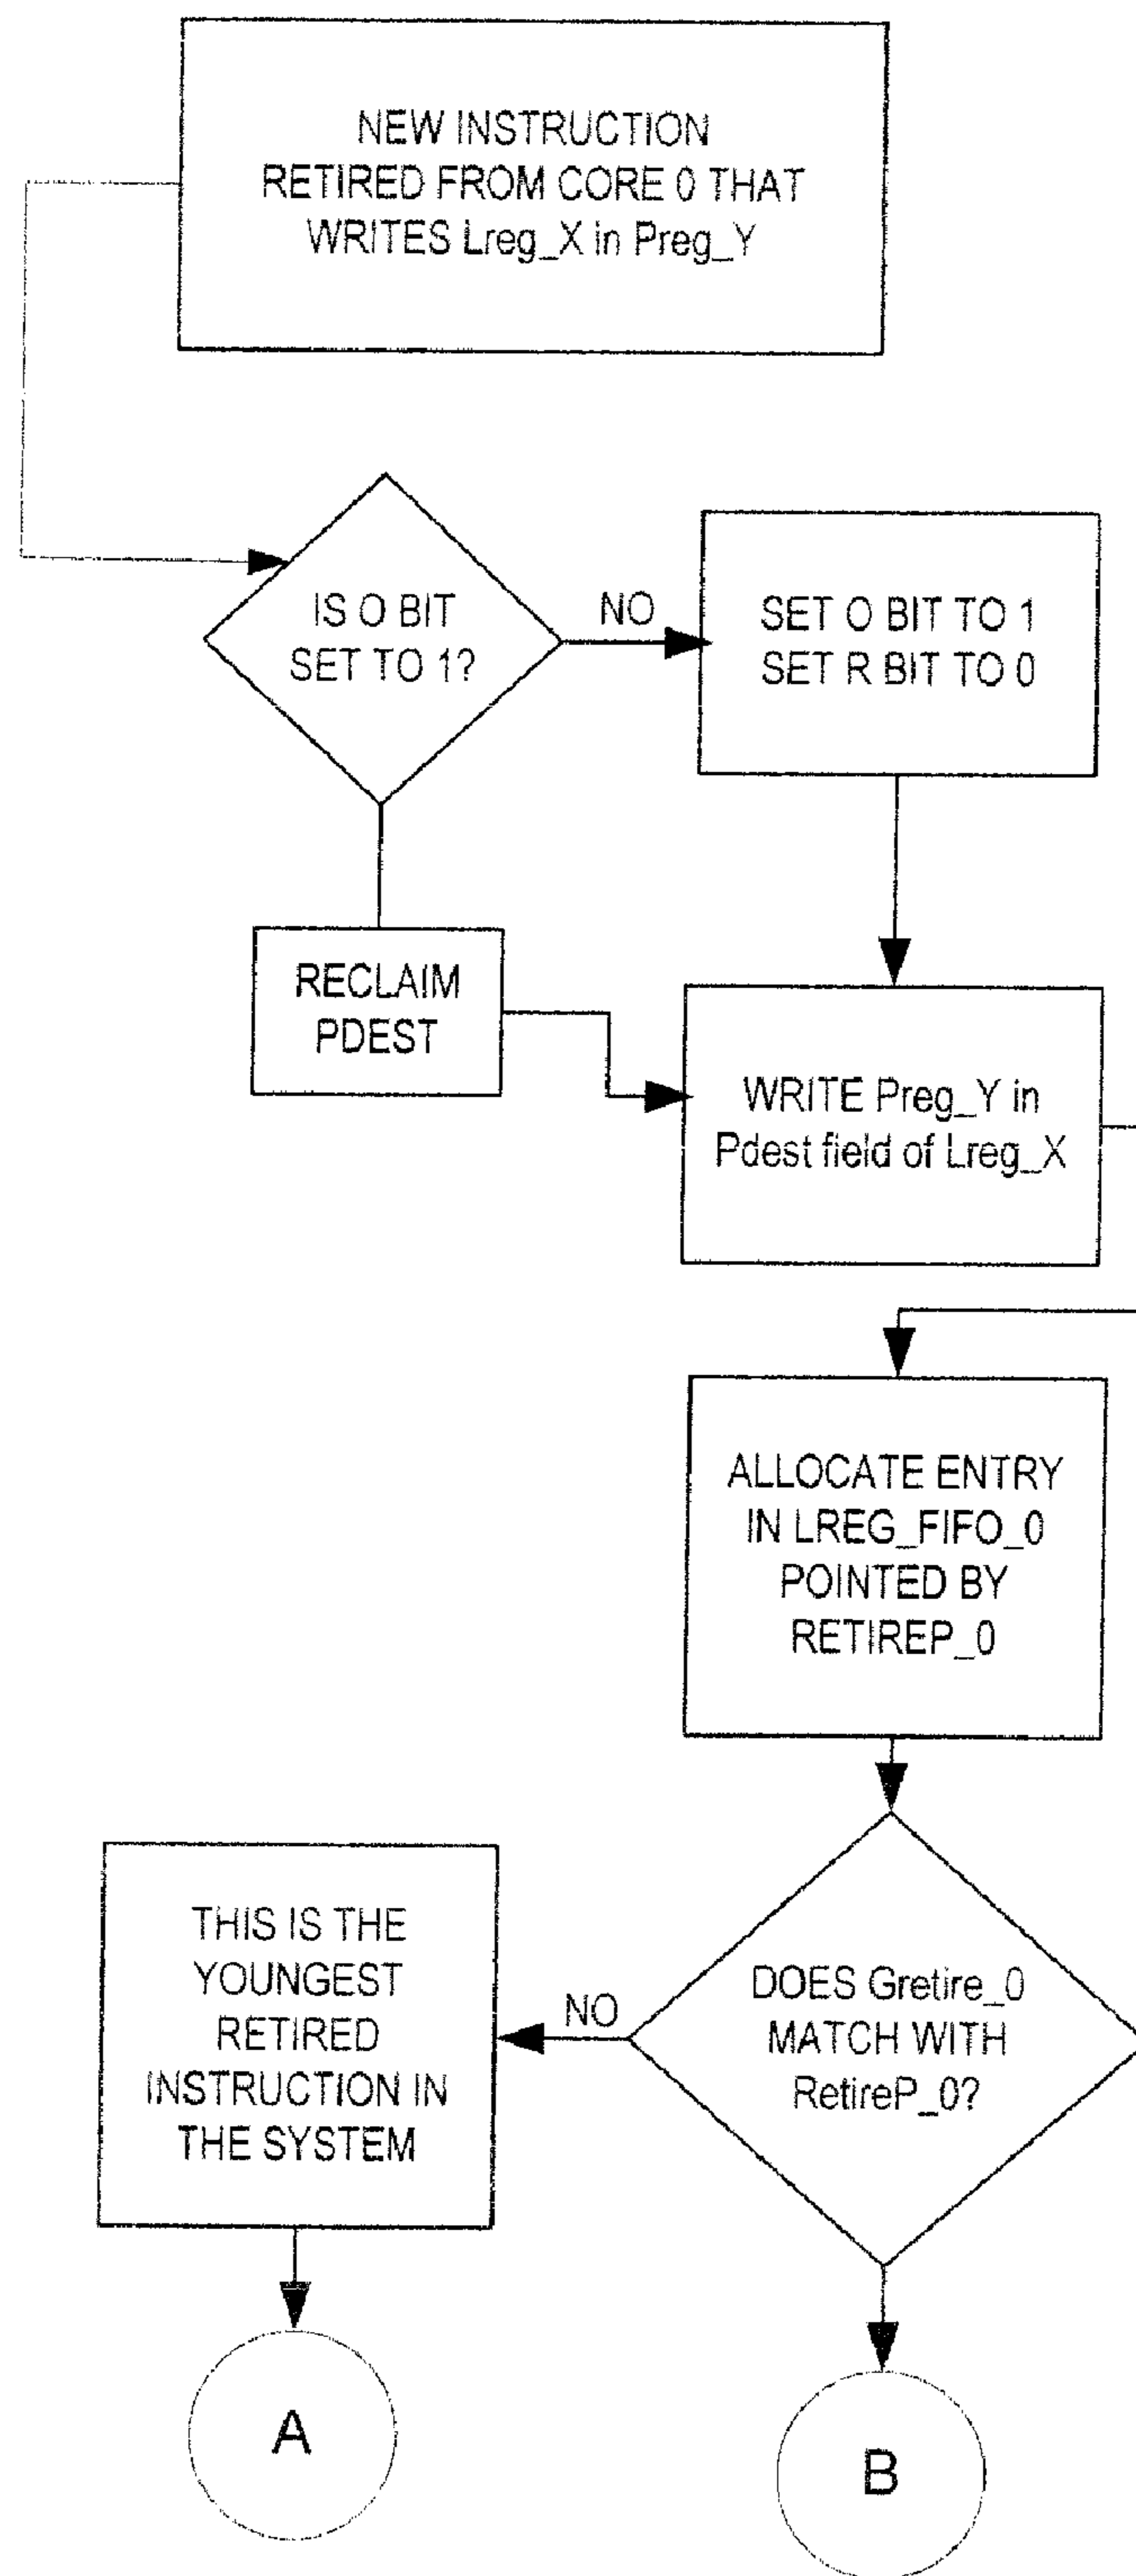 NEW INSTRUCTION
RETIRED FROM CORE 0 THAT
WRITES Lreg_X in Preg_Y
IS O BIT
SET TO 1?
NO
SET O BIT TO 1
SET R BIT TO 0
RECLAIM
PDEST
WRITE Preg_Y in
Pdest field of Lreg_X
ALLOCATE ENTRY
IN LREG_FIFO_0
POINTED BY
RETIREP_0
DOES Gretire_0
MATCH WITH
RetireP_0?
NO
THIS IS THE
YOUNGEST
RETIRED
INSTRUCTION IN
THE SYSTEM
A
B